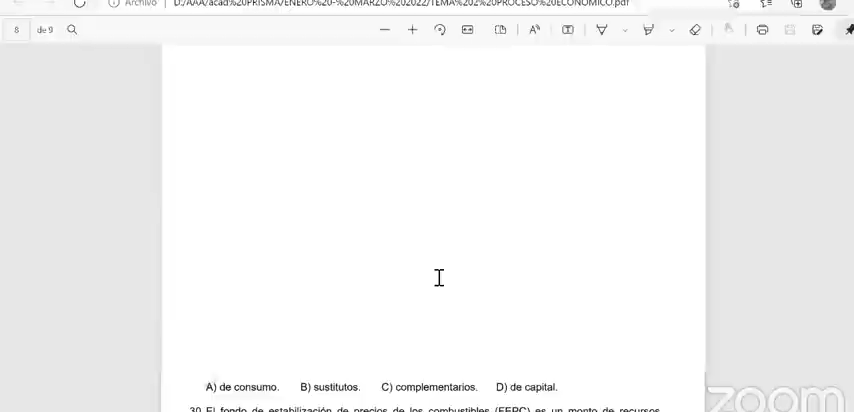 Archivo | D:/AAA/acad%20PRISMA/ENERO%20-%20MARZO%202022/TEMA%202%20PROCESO%20ECONOMICO.pdf
8 de 9
A) de consumo. B) sustitutos. C) complementarios. D) de capital.
30. El fondo de estabilización de precios de los combustibles (FEPC) es un monto de recursos
zoom